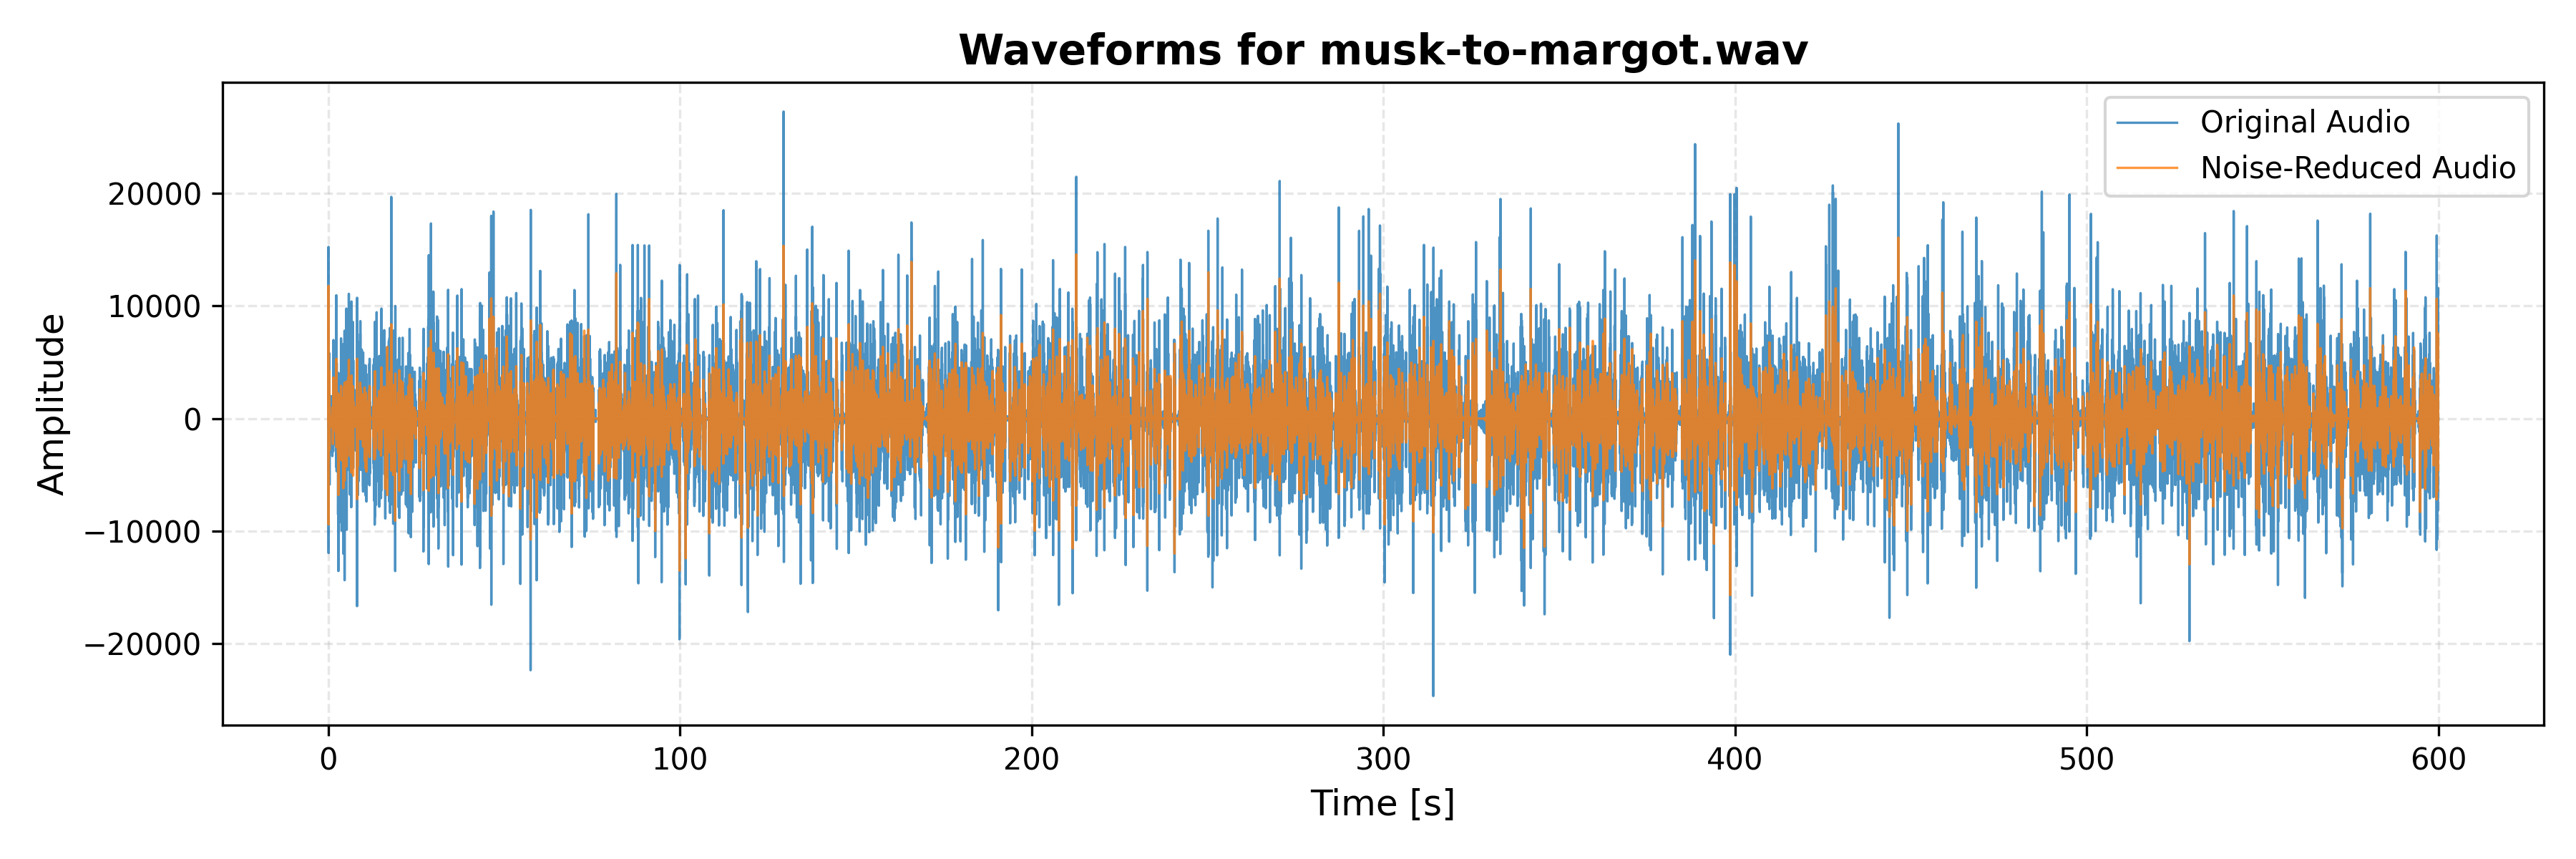 Waveforms for musk-to-margot.wav
Original Audio
Noise-Reduced Audio
20000
10000
0
−10000
−20000
Amplitude
0 100 200 300 400 500 600
Time [s]